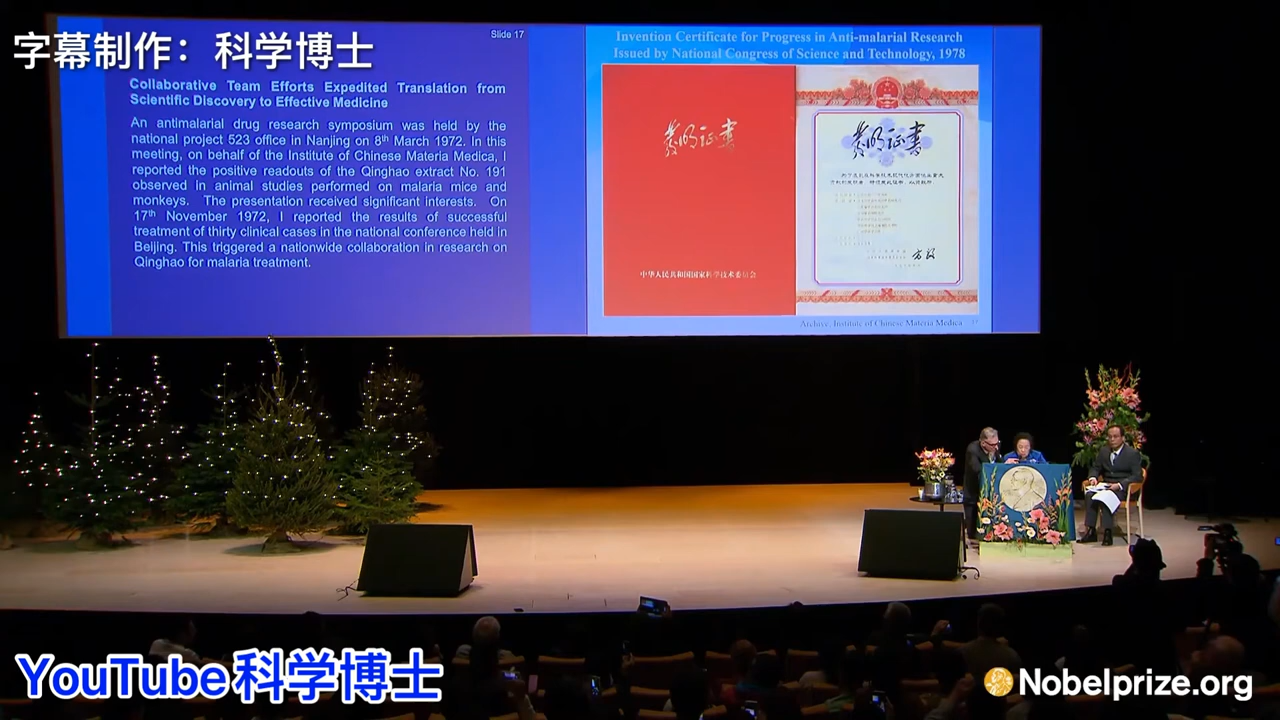 字幕制作：科学博士
Slide 17
Collaborative Team Efforts Expedited Translation from
Scientific Discovery to Effective Medicine
An antimalarial drug research symposium was held by the
national project 523 office in Nanjing on 8th March 1972. In this
meeting, on behalf of the Institute of Chinese Materia Medica, I
reported the positive readouts of the Qinghao extract No. 191
observed in animal studies performed on malaria mice and
monkeys. The presentation received significant interests. On
17th November 1972, I reported the results of successful
treatment of thirty clinical cases in the national conference held in
Beijing. This triggered a nationwide collaboration in research on
Qinghao for malaria treatment.
Invention Certificate for Progress in Anti-malarial Research
Issued by National Congress of Science and Technology, 1978
发明证书
中华人民共和国国家科学技术委员会
发明证书
Archive, Institute of Chinese Materia Medica 17
YouTube科学博士
Nobelprize.org